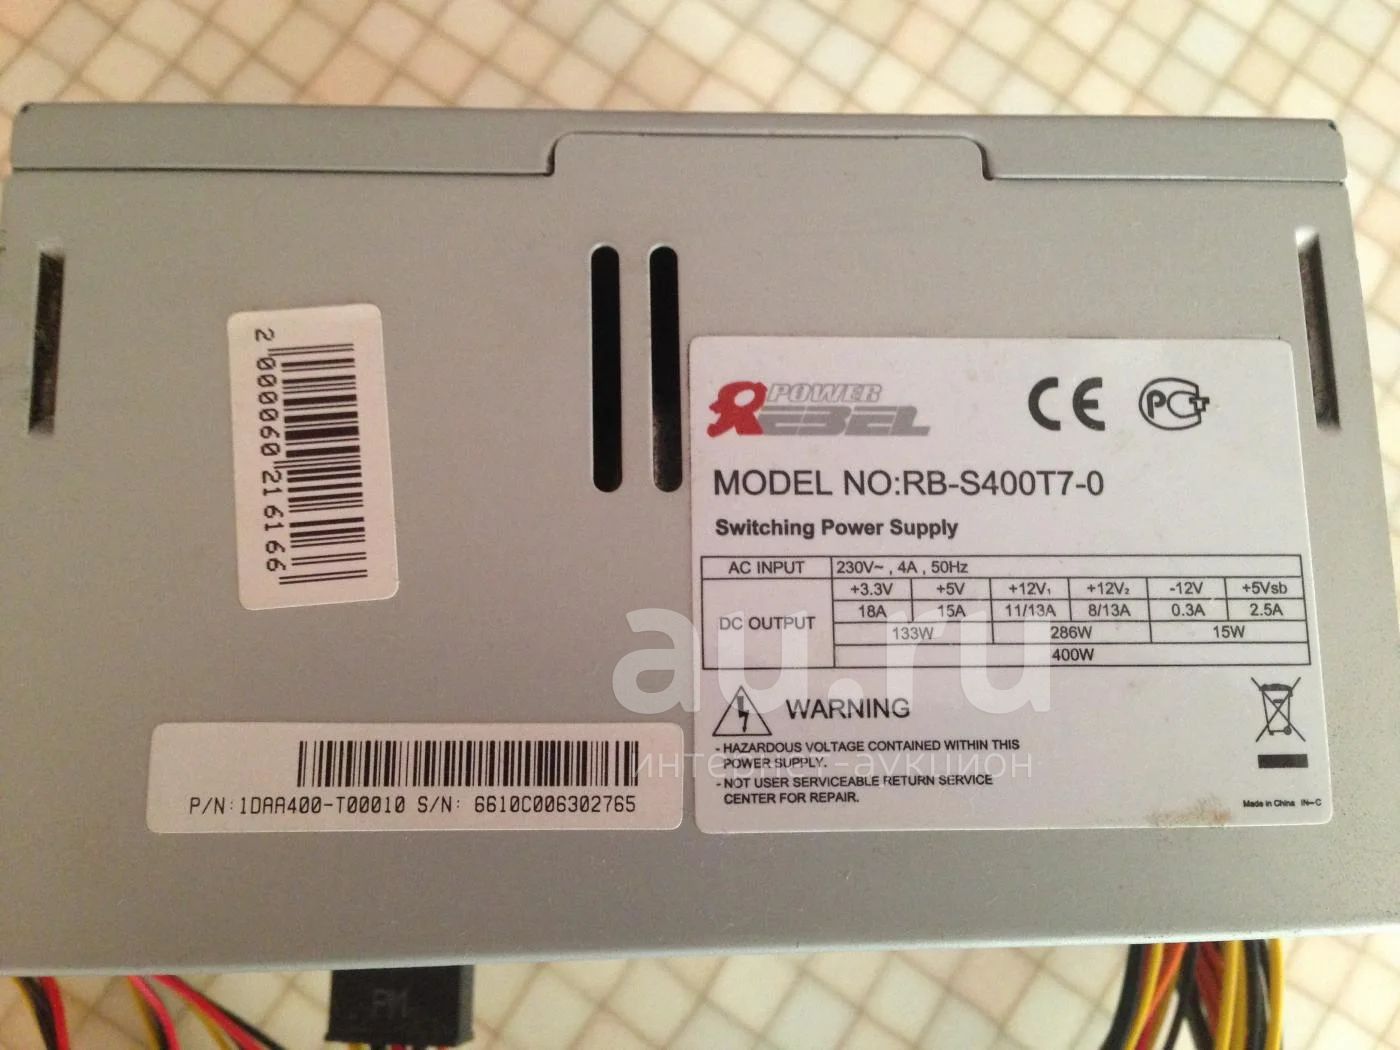 POWER
REBEL
CE
PCT
MODEL NO:RB-S400T7-0
Switching Power Supply
AC INPUT 230V~ , 4A , 50Hz
DC OUTPUT
+3.3V +5V +12V₁ +12V₂ -12V +5Vsb
18A 15A 11/13A 8/13A 0.3A 2.5A
133W 286W 15W
400W
WARNING
- HAZARDOUS VOLTAGE CONTAINED WITHIN THIS
POWER SUPPLY.
- NOT USER SERVICEABLE RETURN SERVICE
CENTER FOR REPAIR.
Made in China IN-C
2 000060 216166
P/N:1DAA400-T00010 S/N: 6610C006302765
au.ru
интернет-аукцион